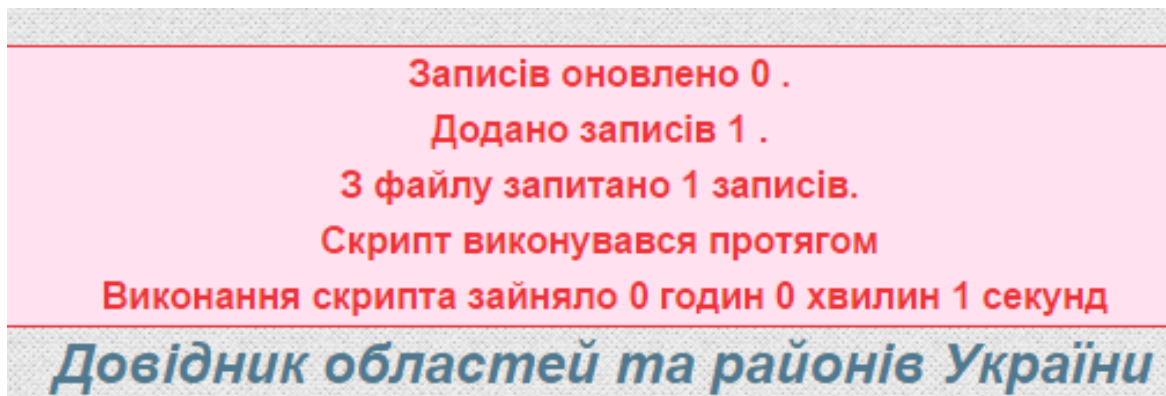 Записів оновлено 0 .
Додано записів 1 .
З файлу запитано 1 записів.
Скрипт виконувався протягом
Виконання скрипта зайняло 0 годин 0 хвилин 1 секунд
Довідник областей та районів України